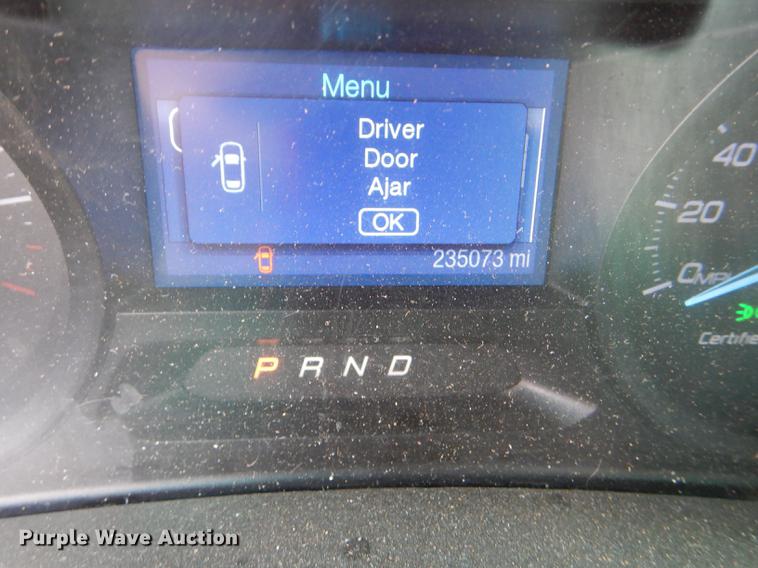 Menu
Driver
Door
Ajar
OK
235073 mi
40
20
0
P R N D
Purple Wave Auction